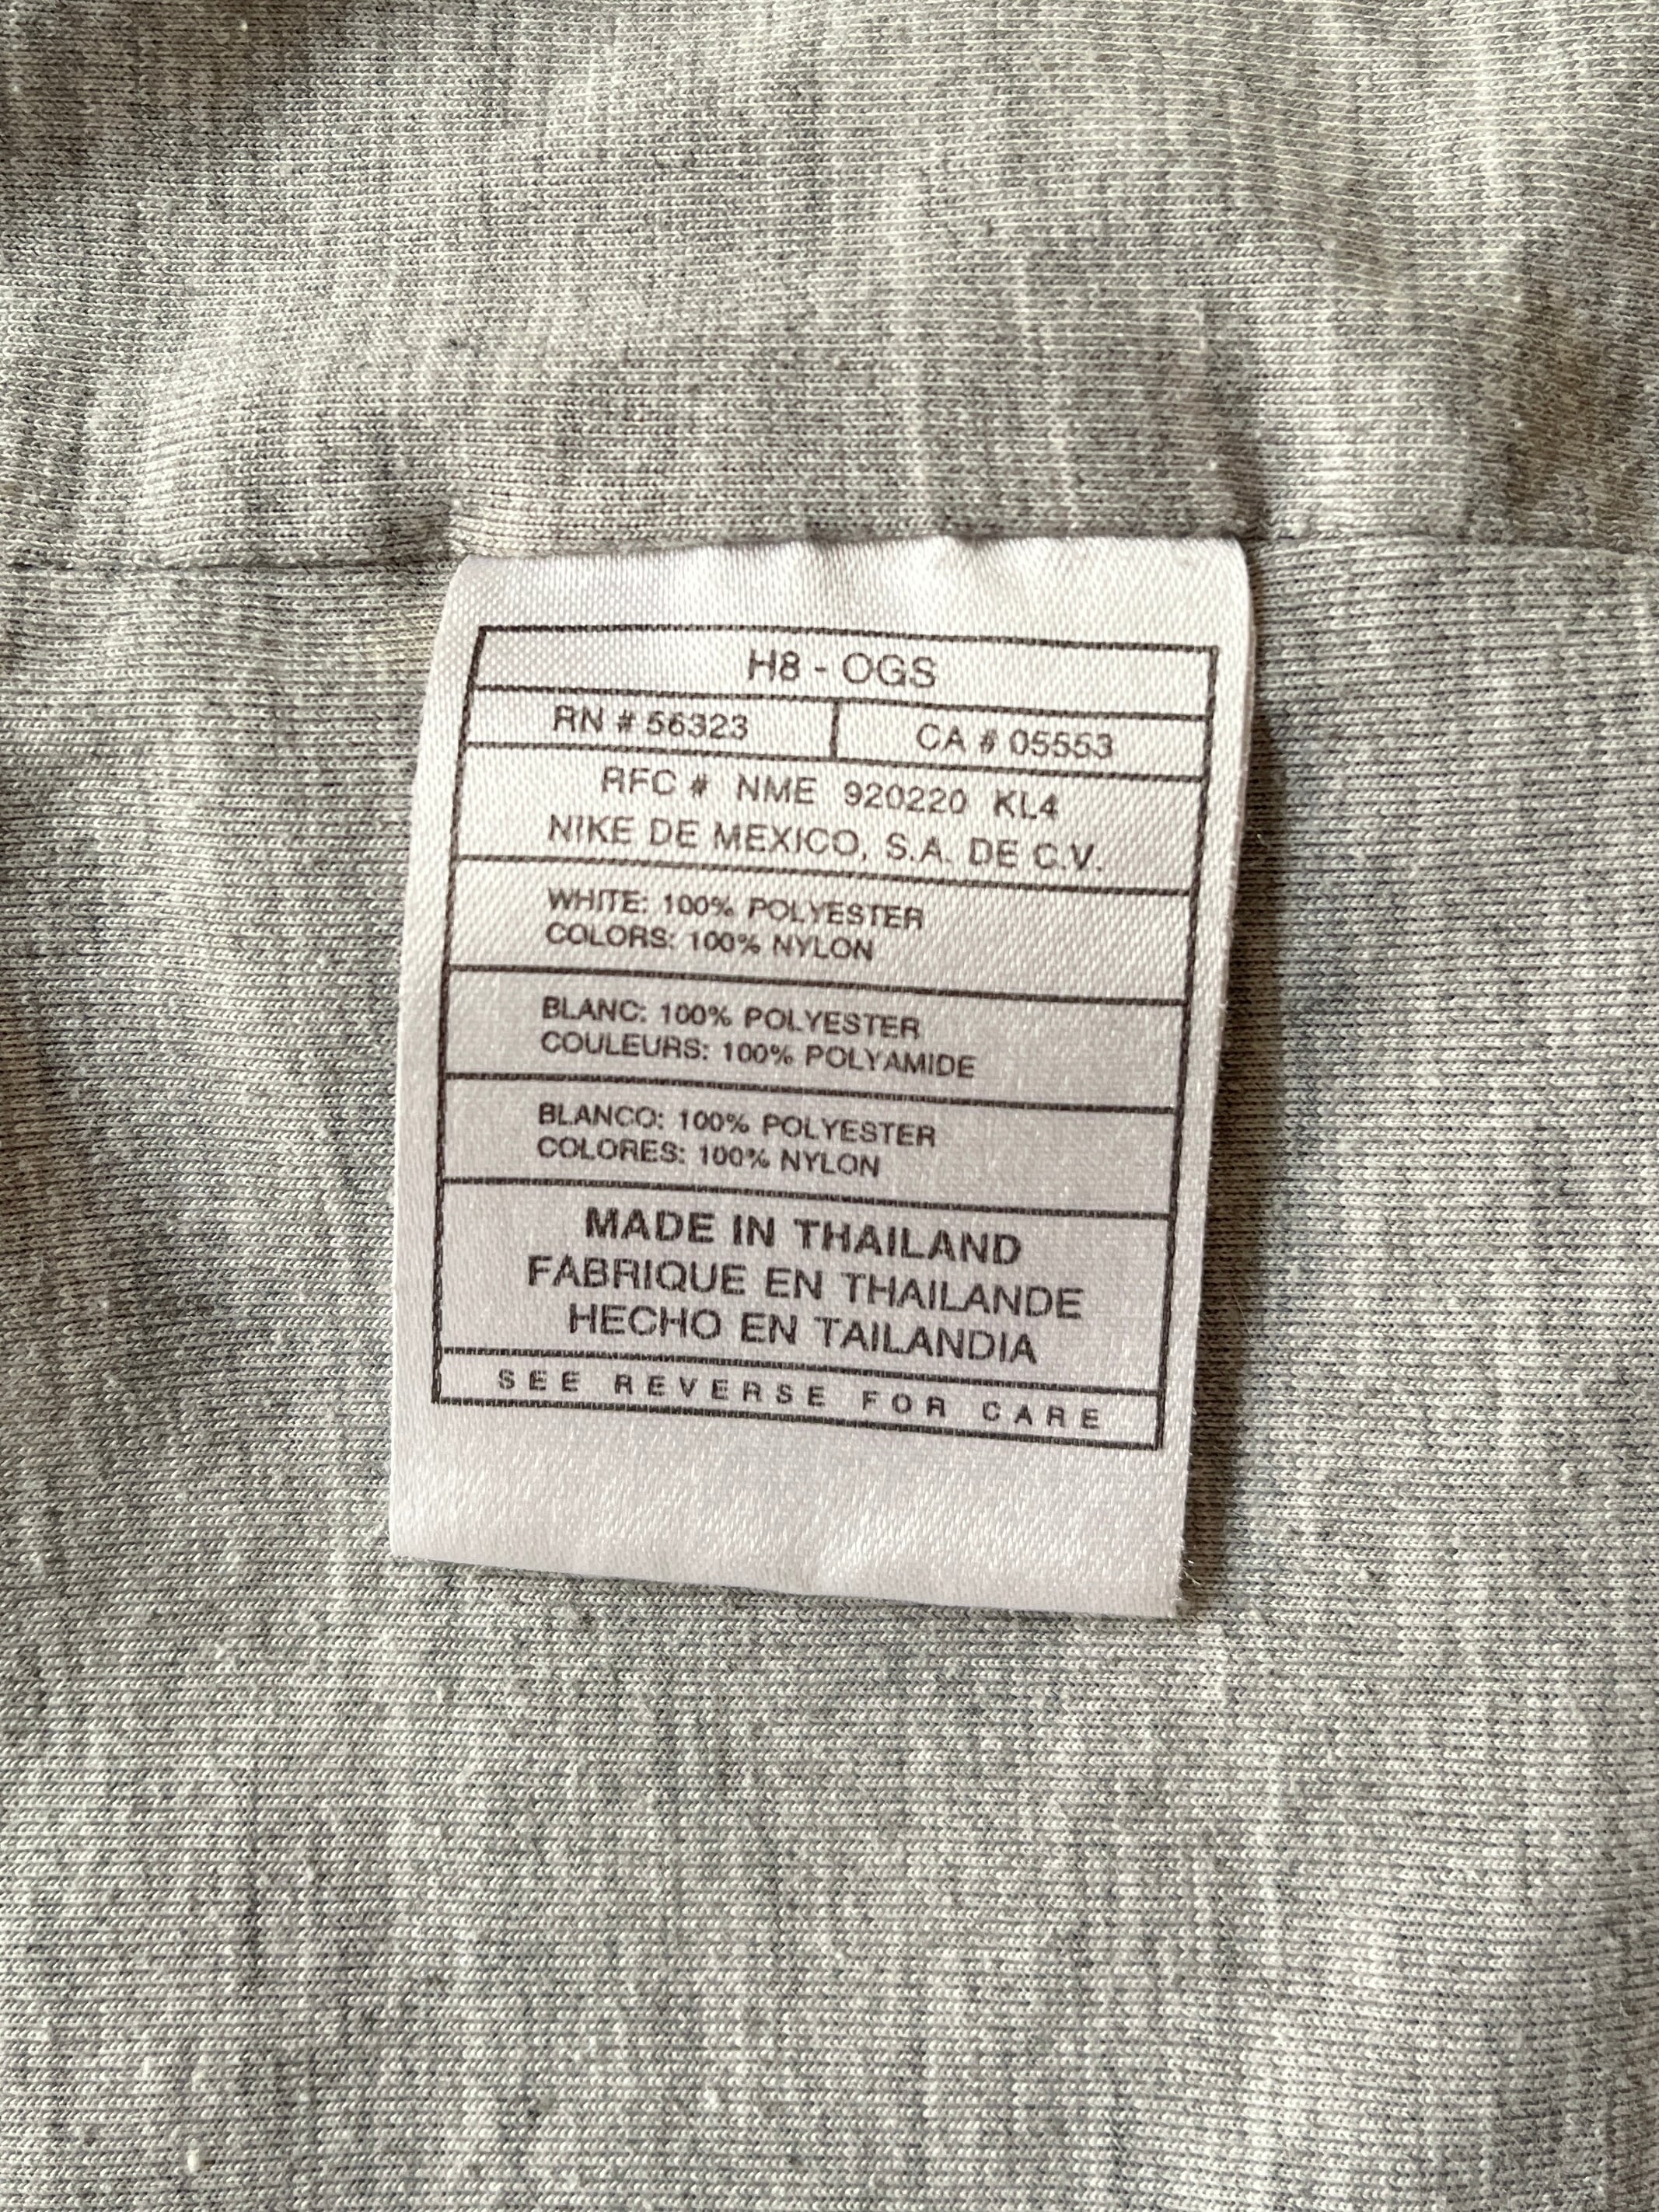 H8 - OGS
RN # 56323 CA # 05553
RFC # NME 920220 KL4
NIKE DE MEXICO, S.A. DE C.V.
WHITE: 100% POLYESTER
COLORS: 100% NYLON
BLANC: 100% POLYESTER
COULEURS: 100% POLYAMIDE
BLANCO: 100% POLYESTER
COLORES: 100% NYLON
MADE IN THAILAND
FABRIQUE EN THAILANDE
HECHO EN TAILANDIA
SEE REVERSE FOR CARE